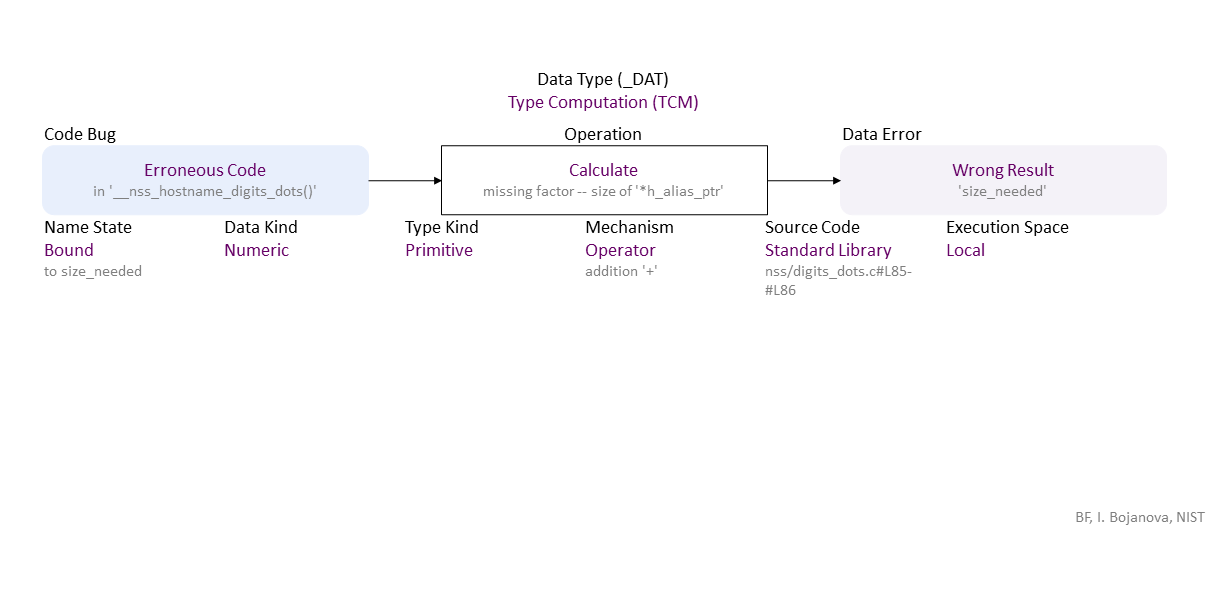 Data Type (_DAT)
Type Computation (TCM)
Code Bug
Operation
Data Error
Erroneous Code
in '__nss_hostname_digits_dots()'
Calculate
missing factor -- size of '*h_alias_ptr'
Wrong Result
'size_needed'
Name State
Bound
to size_needed
Data Kind
Numeric
Type Kind
Primitive
Mechanism
Operator
addition '+'
Source Code
Standard Library
nss/digits_dots.c#L85-
#L86
Execution Space
Local
BF, I. Bojanova, NIST